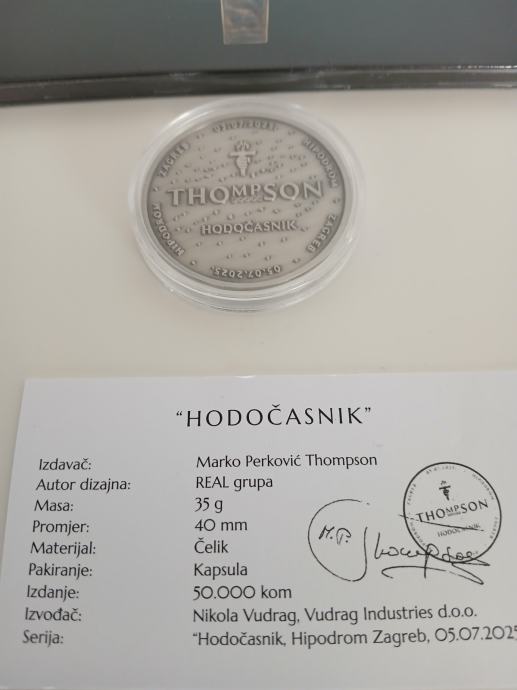 ZAGREB 05.07.2025. HIPODROM ZAGREB 05.07.2025. HIPODROM
THOMPSON
HODOČASNIK
"HODOČASNIK"
Izdavač: Marko Perković Thompson
Autor dizajna: REAL grupa
Masa: 35 g
Promjer: 40 mm
Materijal: Čelik
Pakiranje: Kapsula
Izdanje: 50.000 kom
Izvođač: Nikola Vudrag, Vudrag Industries d.o.o.
Serija: "Hodočasnik, Hipodrom Zagreb, 05.07.2025
THOMPSON
HODOČASNIK
M.P. Thompson